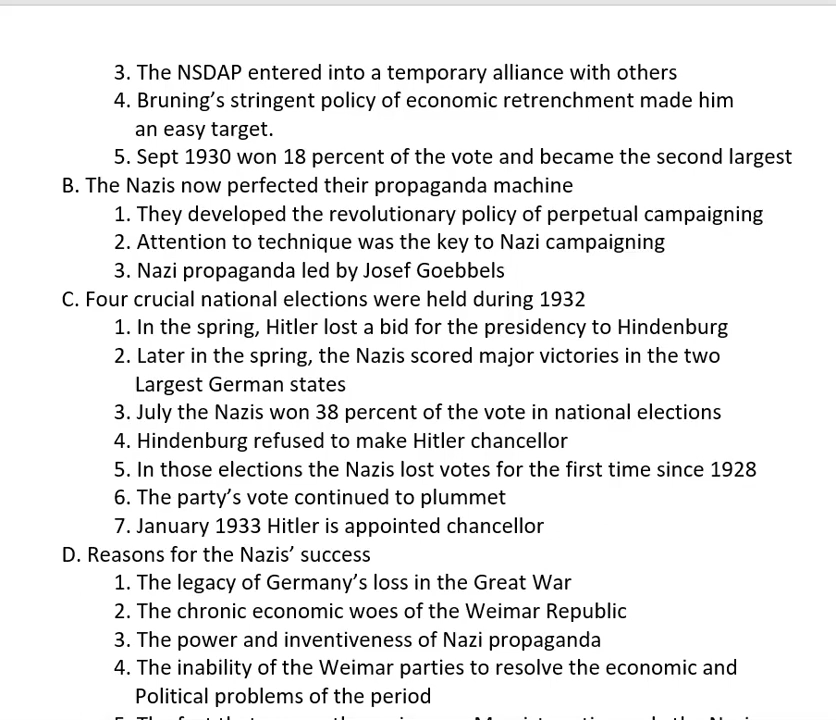 3. The NSDAP entered into a temporary alliance with others
4. Bruning’s stringent policy of economic retrenchment made him
an easy target.
5. Sept 1930 won 18 percent of the vote and became the second largest
B. The Nazis now perfected their propaganda machine
1. They developed the revolutionary policy of perpetual campaigning
2. Attention to technique was the key to Nazi campaigning
3. Nazi propaganda led by Josef Goebbels
C. Four crucial national elections were held during 1932
1. In the spring, Hitler lost a bid for the presidency to Hindenburg
2. Later in the spring, the Nazis scored major victories in the two
Largest German states
3. July the Nazis won 38 percent of the vote in national elections
4. Hindenburg refused to make Hitler chancellor
5. In those elections the Nazis lost votes for the first time since 1928
6. The party’s vote continued to plummet
7. January 1933 Hitler is appointed chancellor
D. Reasons for the Nazis’ success
1. The legacy of Germany’s loss in the Great War
2. The chronic economic woes of the Weimar Republic
3. The power and inventiveness of Nazi propaganda
4. The inability of the Weimar parties to resolve the economic and
Political problems of the period